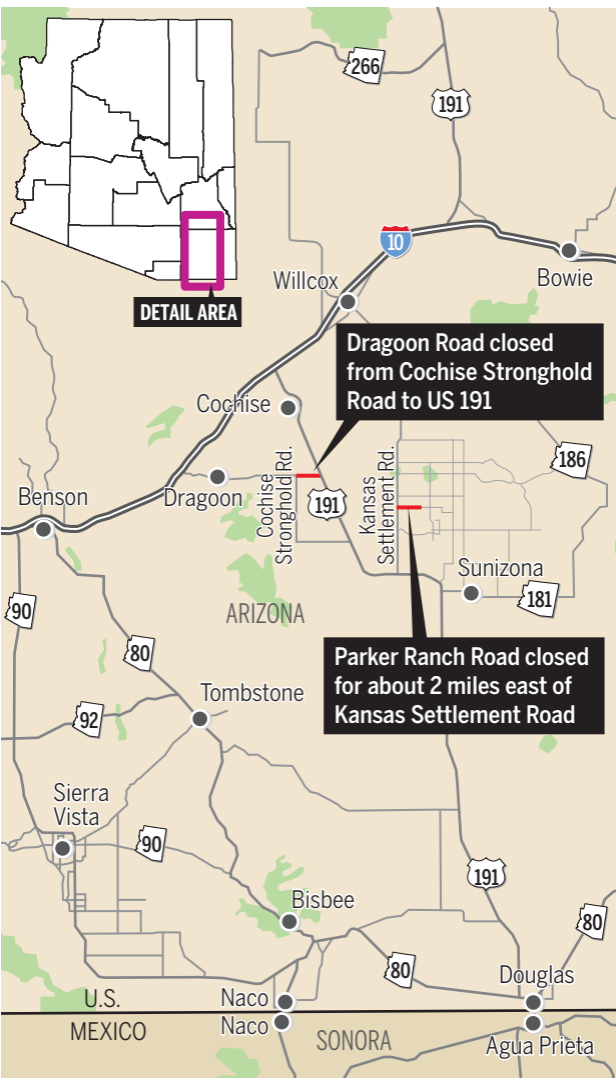 266
191
10
Bowie
Willcox
DETAIL AREA
Dragoon Road closed
from Cochise Stronghold
Road to US 191
Cochise
186
Dragoon
Cochise
Stronghold Rd.
191
Kansas
Settlement Rd.
Benson
Sunizona
181
90
ARIZONA
80
Parker Ranch Road closed
for about 2 miles east of
Kansas Settlement Road
Tombstone
92
Sierra
Vista
90
191
Bisbee
80
80
Douglas
U.S.
Naco
MEXICO
Naco
SONORA
Agua Prieta